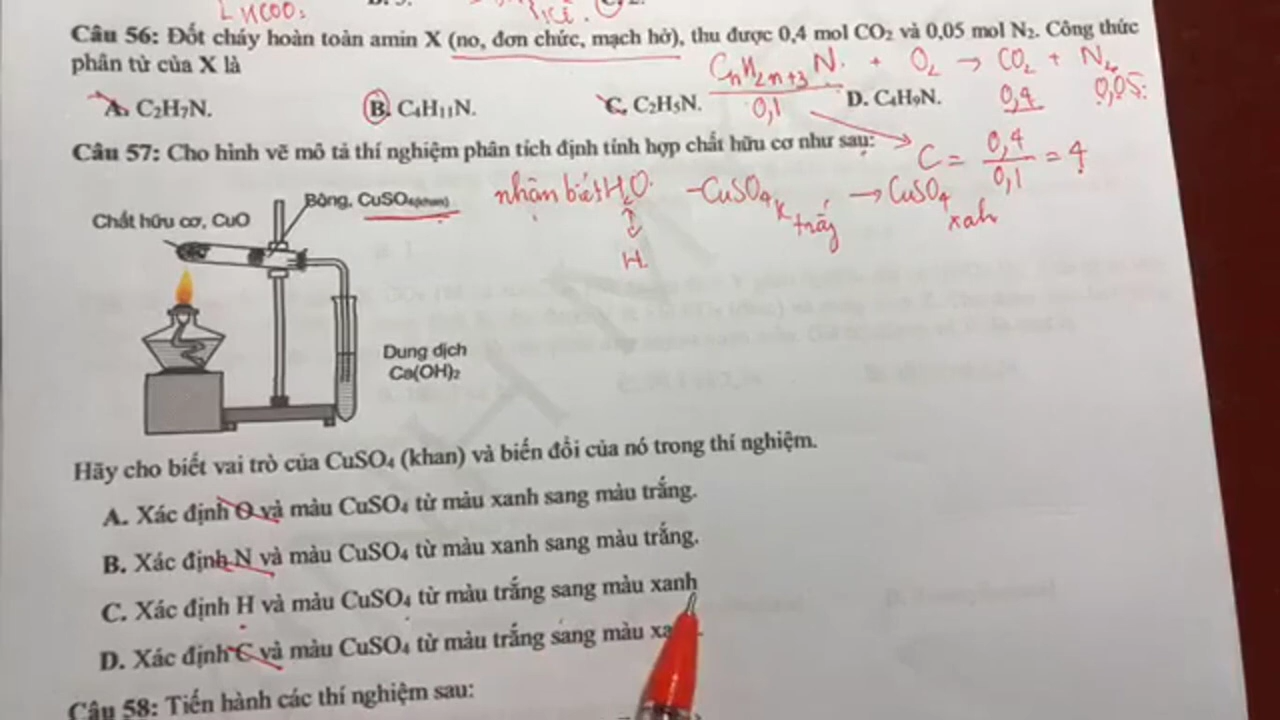 Câu 56: Đốt cháy hoàn toàn amin X (no, đơn chức, mạch hở), thu được 0,4 mol CO₂ và 0,05 mol N₂. Công thức
phân tử của X là
CnH2n+3N + O₂ → CO₂ + N₂
0,1 0,4 0,05
A. C₂H₇N. B. C₄H₁₁N. C. C₂H₅N. D. C₄H₉N.
C = 0,4/0,1 = 4
Câu 57: Cho hình vẽ mô tả thí nghiệm phân tích định tính hợp chất hữu cơ như sau:
Bông, CuSO₄(khan)
nhận biết H₂O - CuSO₄ k trắng → CuSO₄ xanh
H
Chất hữu cơ, CuO
Dung dịch
Ca(OH)₂
Hãy cho biết vai trò của CuSO₄ (khan) và biến đổi của nó trong thí nghiệm.
A. Xác định O và màu CuSO₄ từ màu xanh sang màu trắng.
B. Xác định N và màu CuSO₄ từ màu xanh sang màu trắng.
C. Xác định H và màu CuSO₄ từ màu trắng sang màu xanh
D. Xác định C và màu CuSO₄ từ màu trắng sang màu
Câu 58: Tiến hành các thí nghiệm sau: